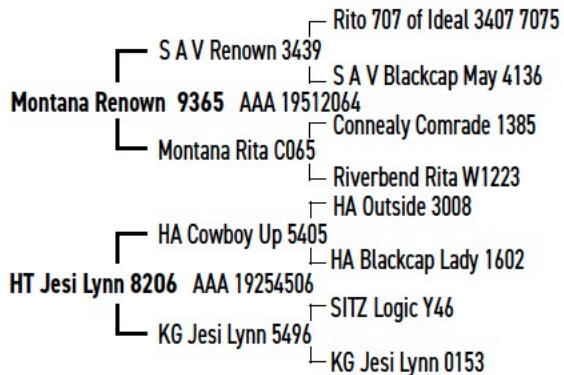 Rito 707 of Ideal 3407 7075
S A V Renown 3439
S A V Blackcap May 4136
Montana Renown 9365 AAA 19512064
Connealy Comrade 1385
Montana Rita C065
Riverbend Rita W1223
HA Outside 3008
HA Cowboy Up 5405
HA Blackcap Lady 1602
HT Jesi Lynn 8206 AAA 19254506
SITZ Logic Y46
KG Jesi Lynn 5496
KG Jesi Lynn 0153